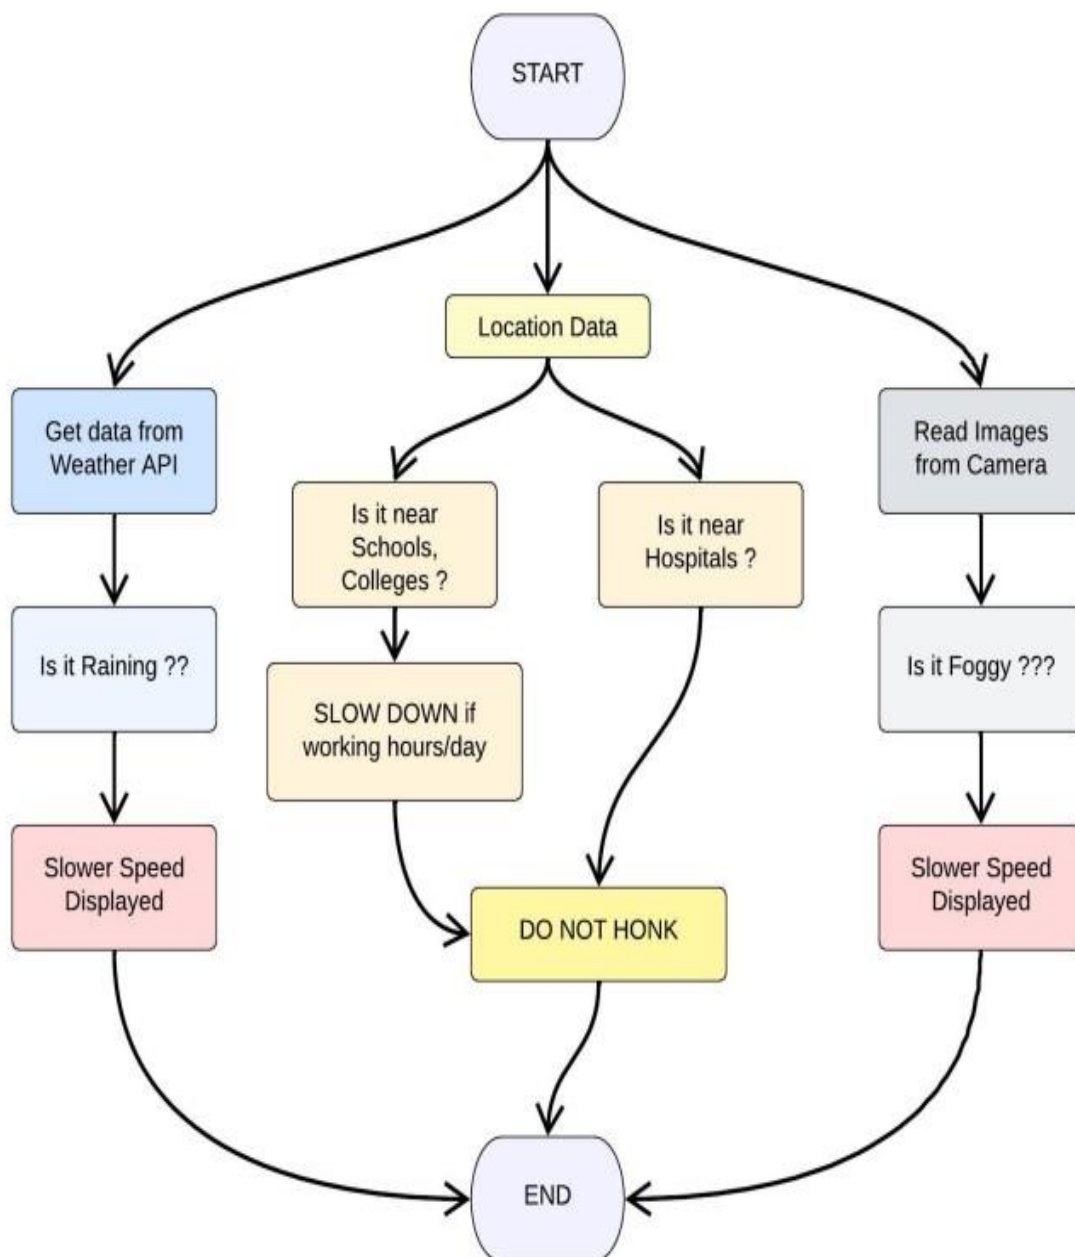 START
Location Data
Get data from
Weather API
Read Images
from Camera
Is it near
Schools,
Colleges ?
Is it near
Hospitals ?
Is it Raining ??
Is it Foggy ???
SLOW DOWN if
working hours/day
Slower Speed
Displayed
Slower Speed
Displayed
DO NOT HONK
END